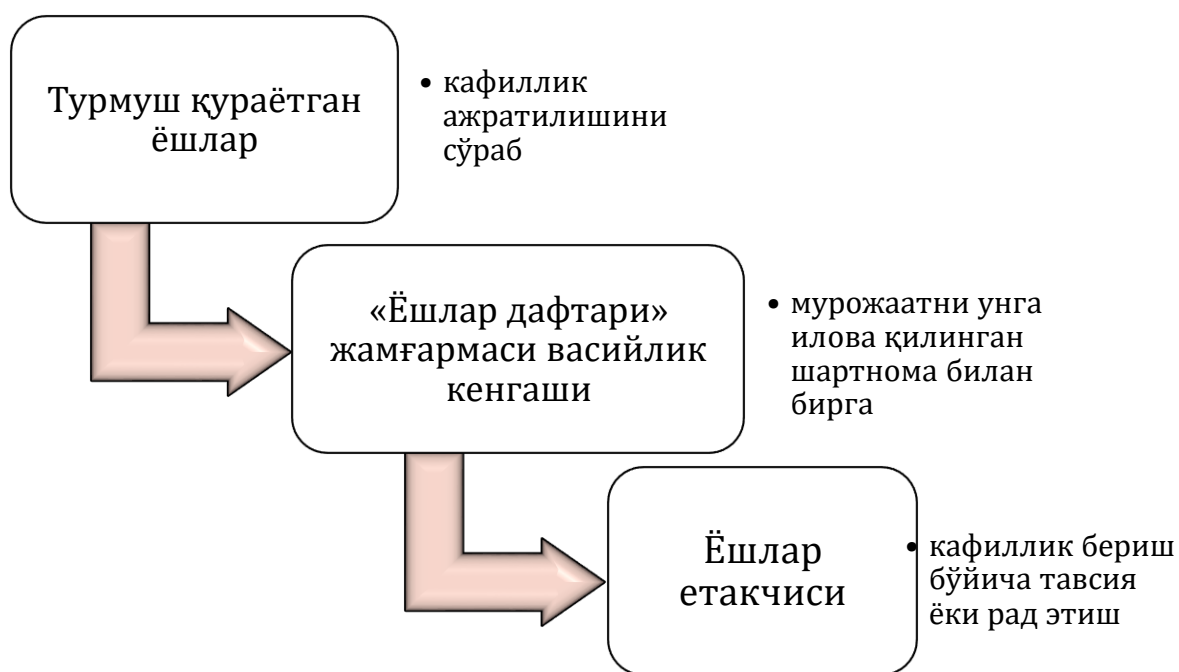 Турмуш қураётган
ёшлар
• кафиллик
ажратилишини
сўраб
«Ёшлар дафтари»
жамғармаси васийлик
кенгаши
• мурожаатни унга
илова қилинган
шартнома билан
бирга
Ёшлар
етакчиси
• кафиллик бериш
бўйича тавсия
ёки рад этиш